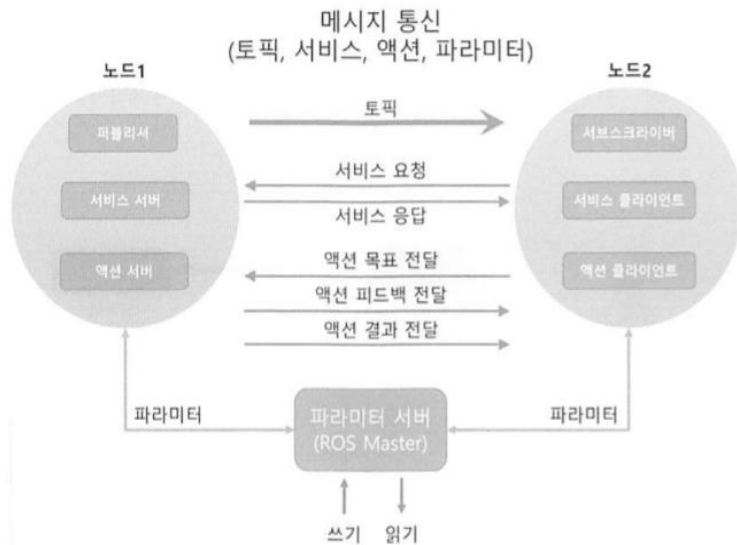 메시지 통신
(토픽, 서비스, 액션, 파라미터)
노드1
노드2
토픽
퍼블리셔
서브스크라이버
서비스 요청
서비스 서버
서비스 클라이언트
서비스 응답
액션 목표 전달
액션 서버
액션 클라이언트
액션 피드백 전달
액션 결과 전달
파라미터
파라미터 서버
(ROS Master)
파라미터
쓰기
읽기